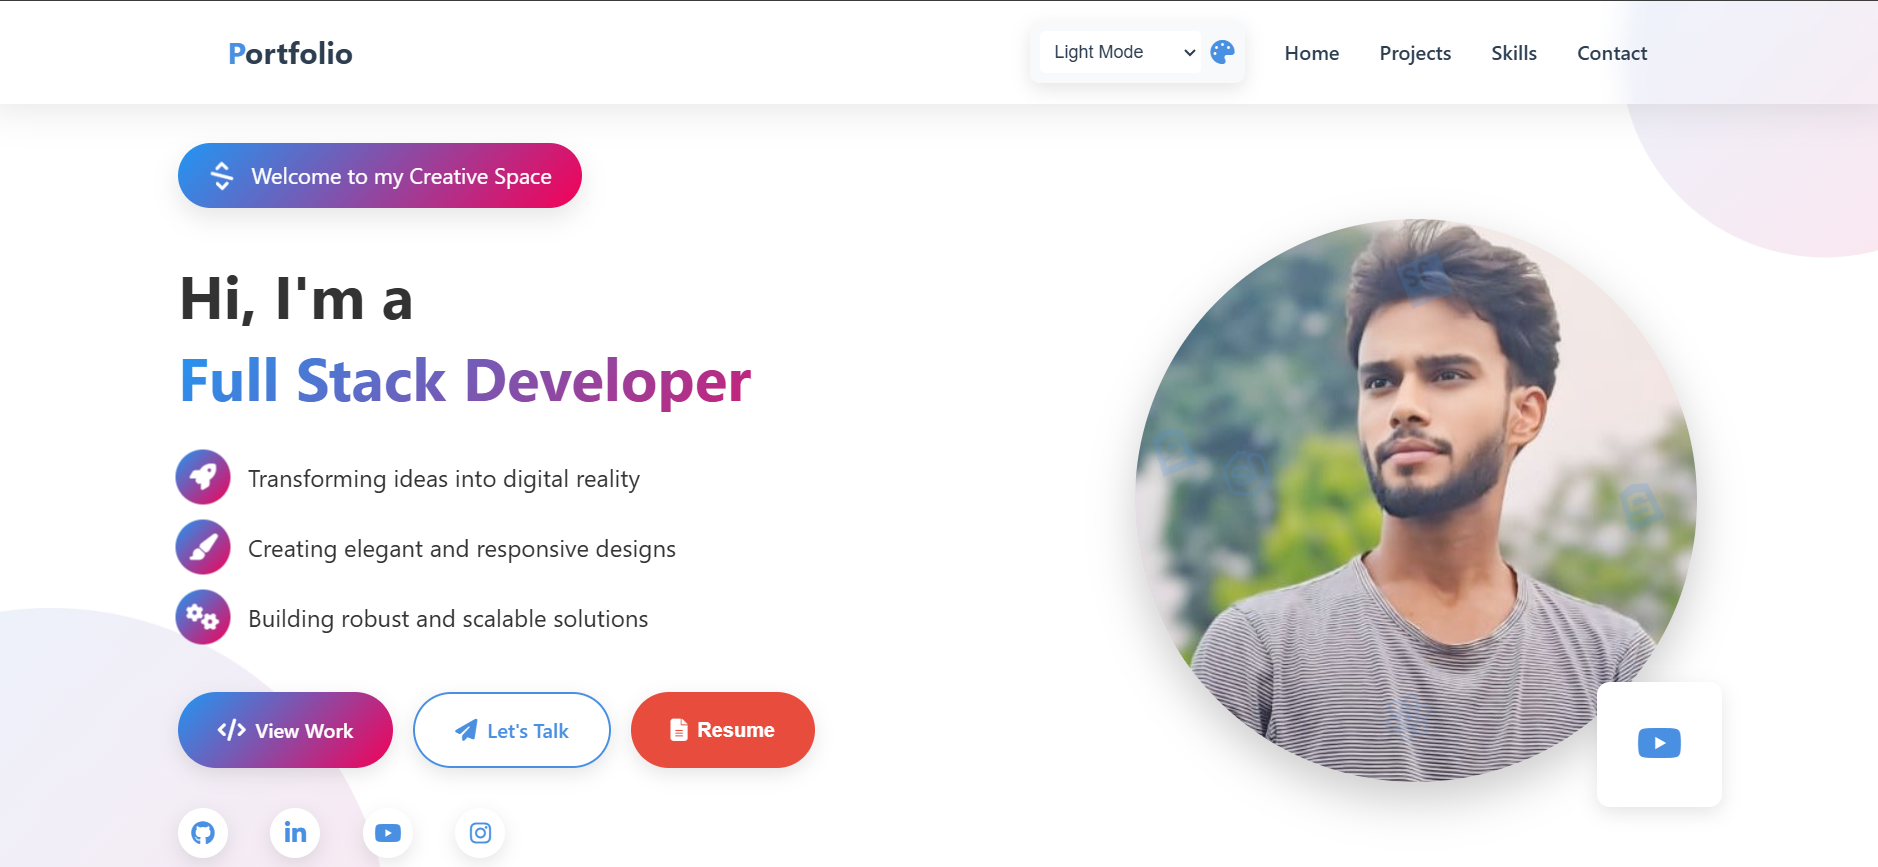 Portfolio
Light Mode
Home
Projects
Skills
Contact
Welcome to my Creative Space
Hi, I'm a
Full Stack Developer
Transforming ideas into digital reality
Creating elegant and responsive designs
Building robust and scalable solutions
View Work
Let's Talk
Resume